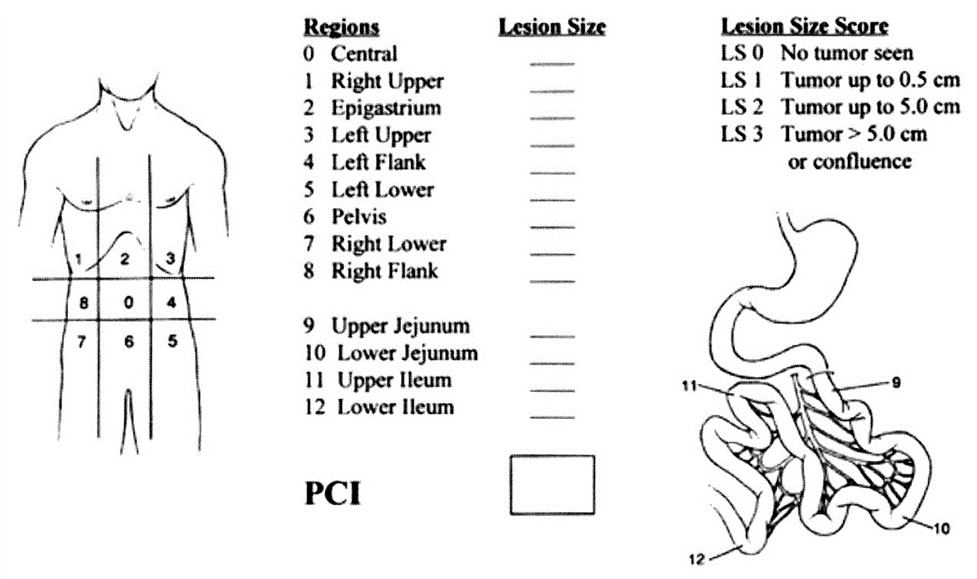 Regions Lesion Size
0 Central
1 Right Upper
2 Epigastrium
3 Left Upper
4 Left Flank
5 Left Lower
6 Pelvis
7 Right Lower
8 Right Flank
9 Upper Jejunum
10 Lower Jejunum
11 Upper Ileum
12 Lower Ileum
PCI
Lesion Size Score
LS 0 No tumor seen
LS 1 Tumor up to 0.5 cm
LS 2 Tumor up to 5.0 cm
LS 3 Tumor > 5.0 cm
or confluence
1 2 3
8 0 4
7 6 5
11 9
10
12